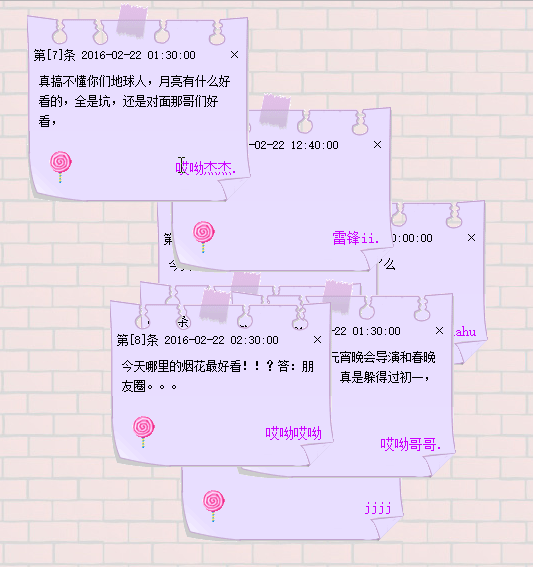 第[7]条 2016-02-22 01:30:00 ×
真搞不懂你们地球人，月亮有什么好
看的，全是坑，还是对面那哥们好
看，
哎呦杰杰.
-02-22 12:40:00 ×
雷锋ii.
第
0:00:00 ×
今
么
ahu
条
第[8]条 2016-02-22 02:30:00 ×
今天哪里的烟花最好看！！？答：朋
友圈。。。
哎呦哎呦
-22 01:30:00 ×
元宵晚会导演和春晚
真是躲得过初一，
哎呦哥哥.
jjjj